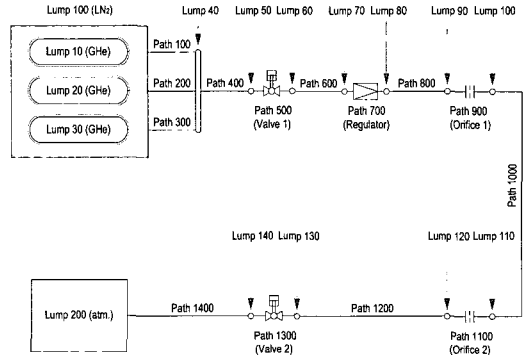 Lump 100 (LN₂)
Lump 40
Lump 50
Lump 60
Lump 70
Lump 80
Lump 90
Lump 100
Lump 10 (GHe)
Path 100
Lump 20 (GHe)
Path 200
Path 400
Path 600
Path 800
Lump 30 (GHe)
Path 300
Path 500
(Valve 1)
Path 700
(Regulator)
Path 900
(Orifice 1)
Path 1000
Lump 140
Lump 130
Lump 120
Lump 110
Lump 200 (atm.)
Path 1400
Path 1200
Path 1300
(Valve 2)
Path 1100
(Orifice 2)